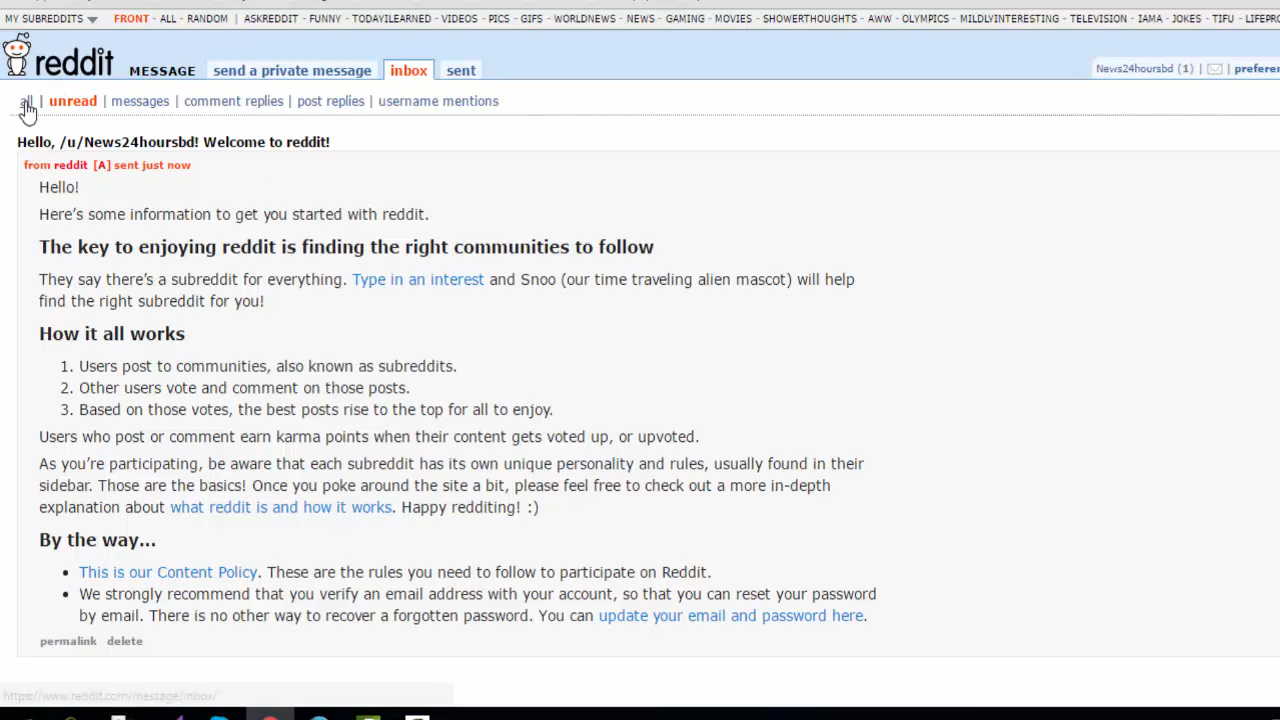 MY SUBREDDITS FRONT - ALL - RANDOM | ASKREDDIT - FUNNY - TODAYILEARNED - VIDEOS - PICS - GIFS - WORLDNEWS - NEWS - GAMING - MOVIES - SHOWERTHOUGHTS - AWW - OLYMPICS - MILDLYINTERESTING - TELEVISION - IAMA - JOKES - TIFU - LIFEPRO
reddit MESSAGE send a private message inbox sent News24hoursbd (1) | | preferen
all | unread | messages | comment replies | post replies | username mentions
Hello, /u/News24hoursbd! Welcome to reddit!
from reddit [A] sent just now
Hello!
Here's some information to get you started with reddit.
The key to enjoying reddit is finding the right communities to follow
They say there's a subreddit for everything. Type in an interest and Snoo (our time traveling alien mascot) will help
find the right subreddit for you!
How it all works
1. Users post to communities, also known as subreddits.
2. Other users vote and comment on those posts.
3. Based on those votes, the best posts rise to the top for all to enjoy.
Users who post or comment earn karma points when their content gets voted up, or upvoted.
As you're participating, be aware that each subreddit has its own unique personality and rules, usually found in their
sidebar. Those are the basics! Once you poke around the site a bit, please feel free to check out a more in-depth
explanation about what reddit is and how it works. Happy redditing! :)
By the way...
• This is our Content Policy. These are the rules you need to follow to participate on Reddit.
• We strongly recommend that you verify an email address with your account, so that you can reset your password
by email. There is no other way to recover a forgotten password. You can update your email and password here.
permalink delete
https://www.reddit.com/message/inbox/